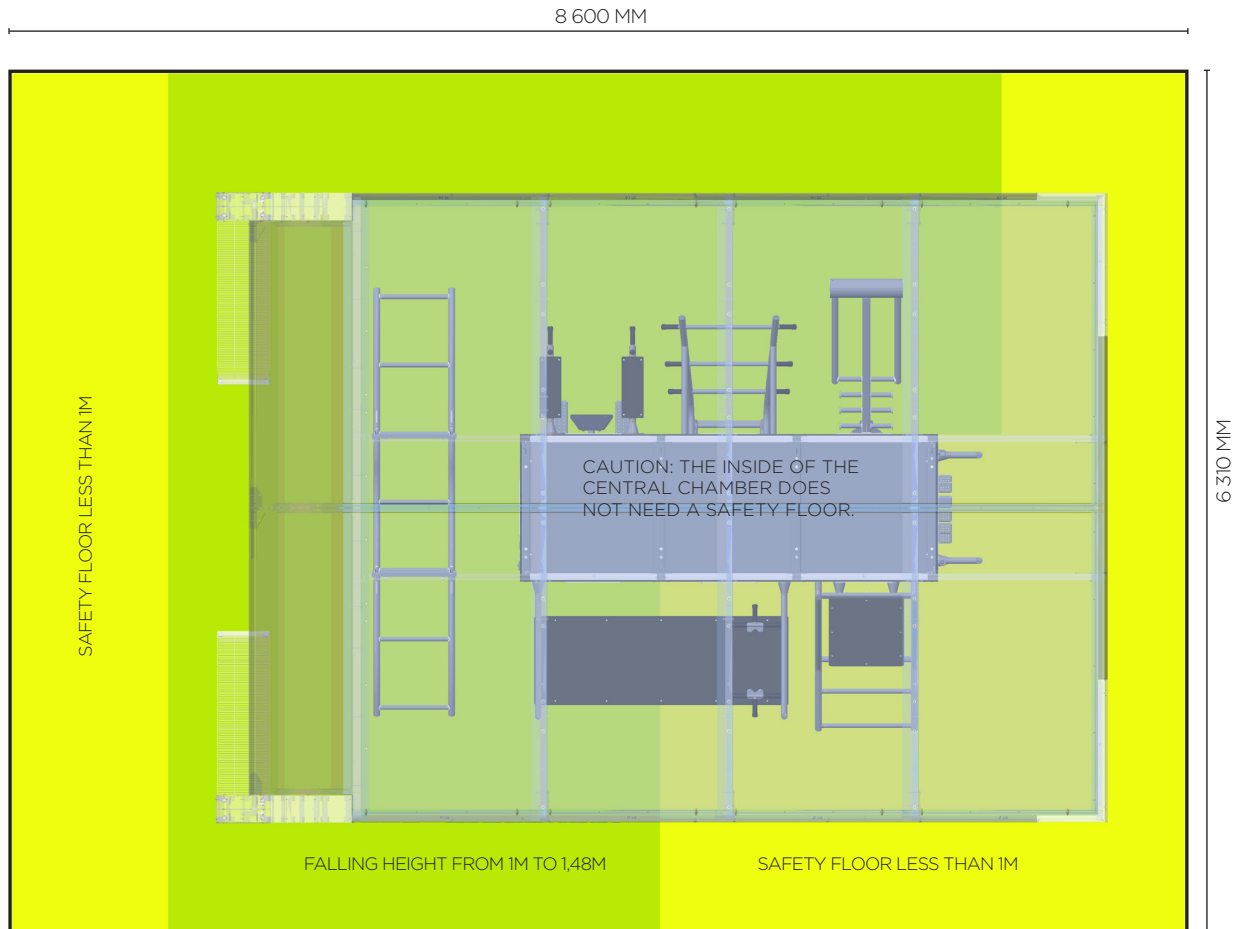 8 600 MM
6 310 MM
SAFETY FLOOR LESS THAN 1M
CAUTION: THE INSIDE OF THE
CENTRAL CHAMBER DOES
NOT NEED A SAFETY FLOOR.
FALLING HEIGHT FROM 1M TO 1,48M
SAFETY FLOOR LESS THAN 1M